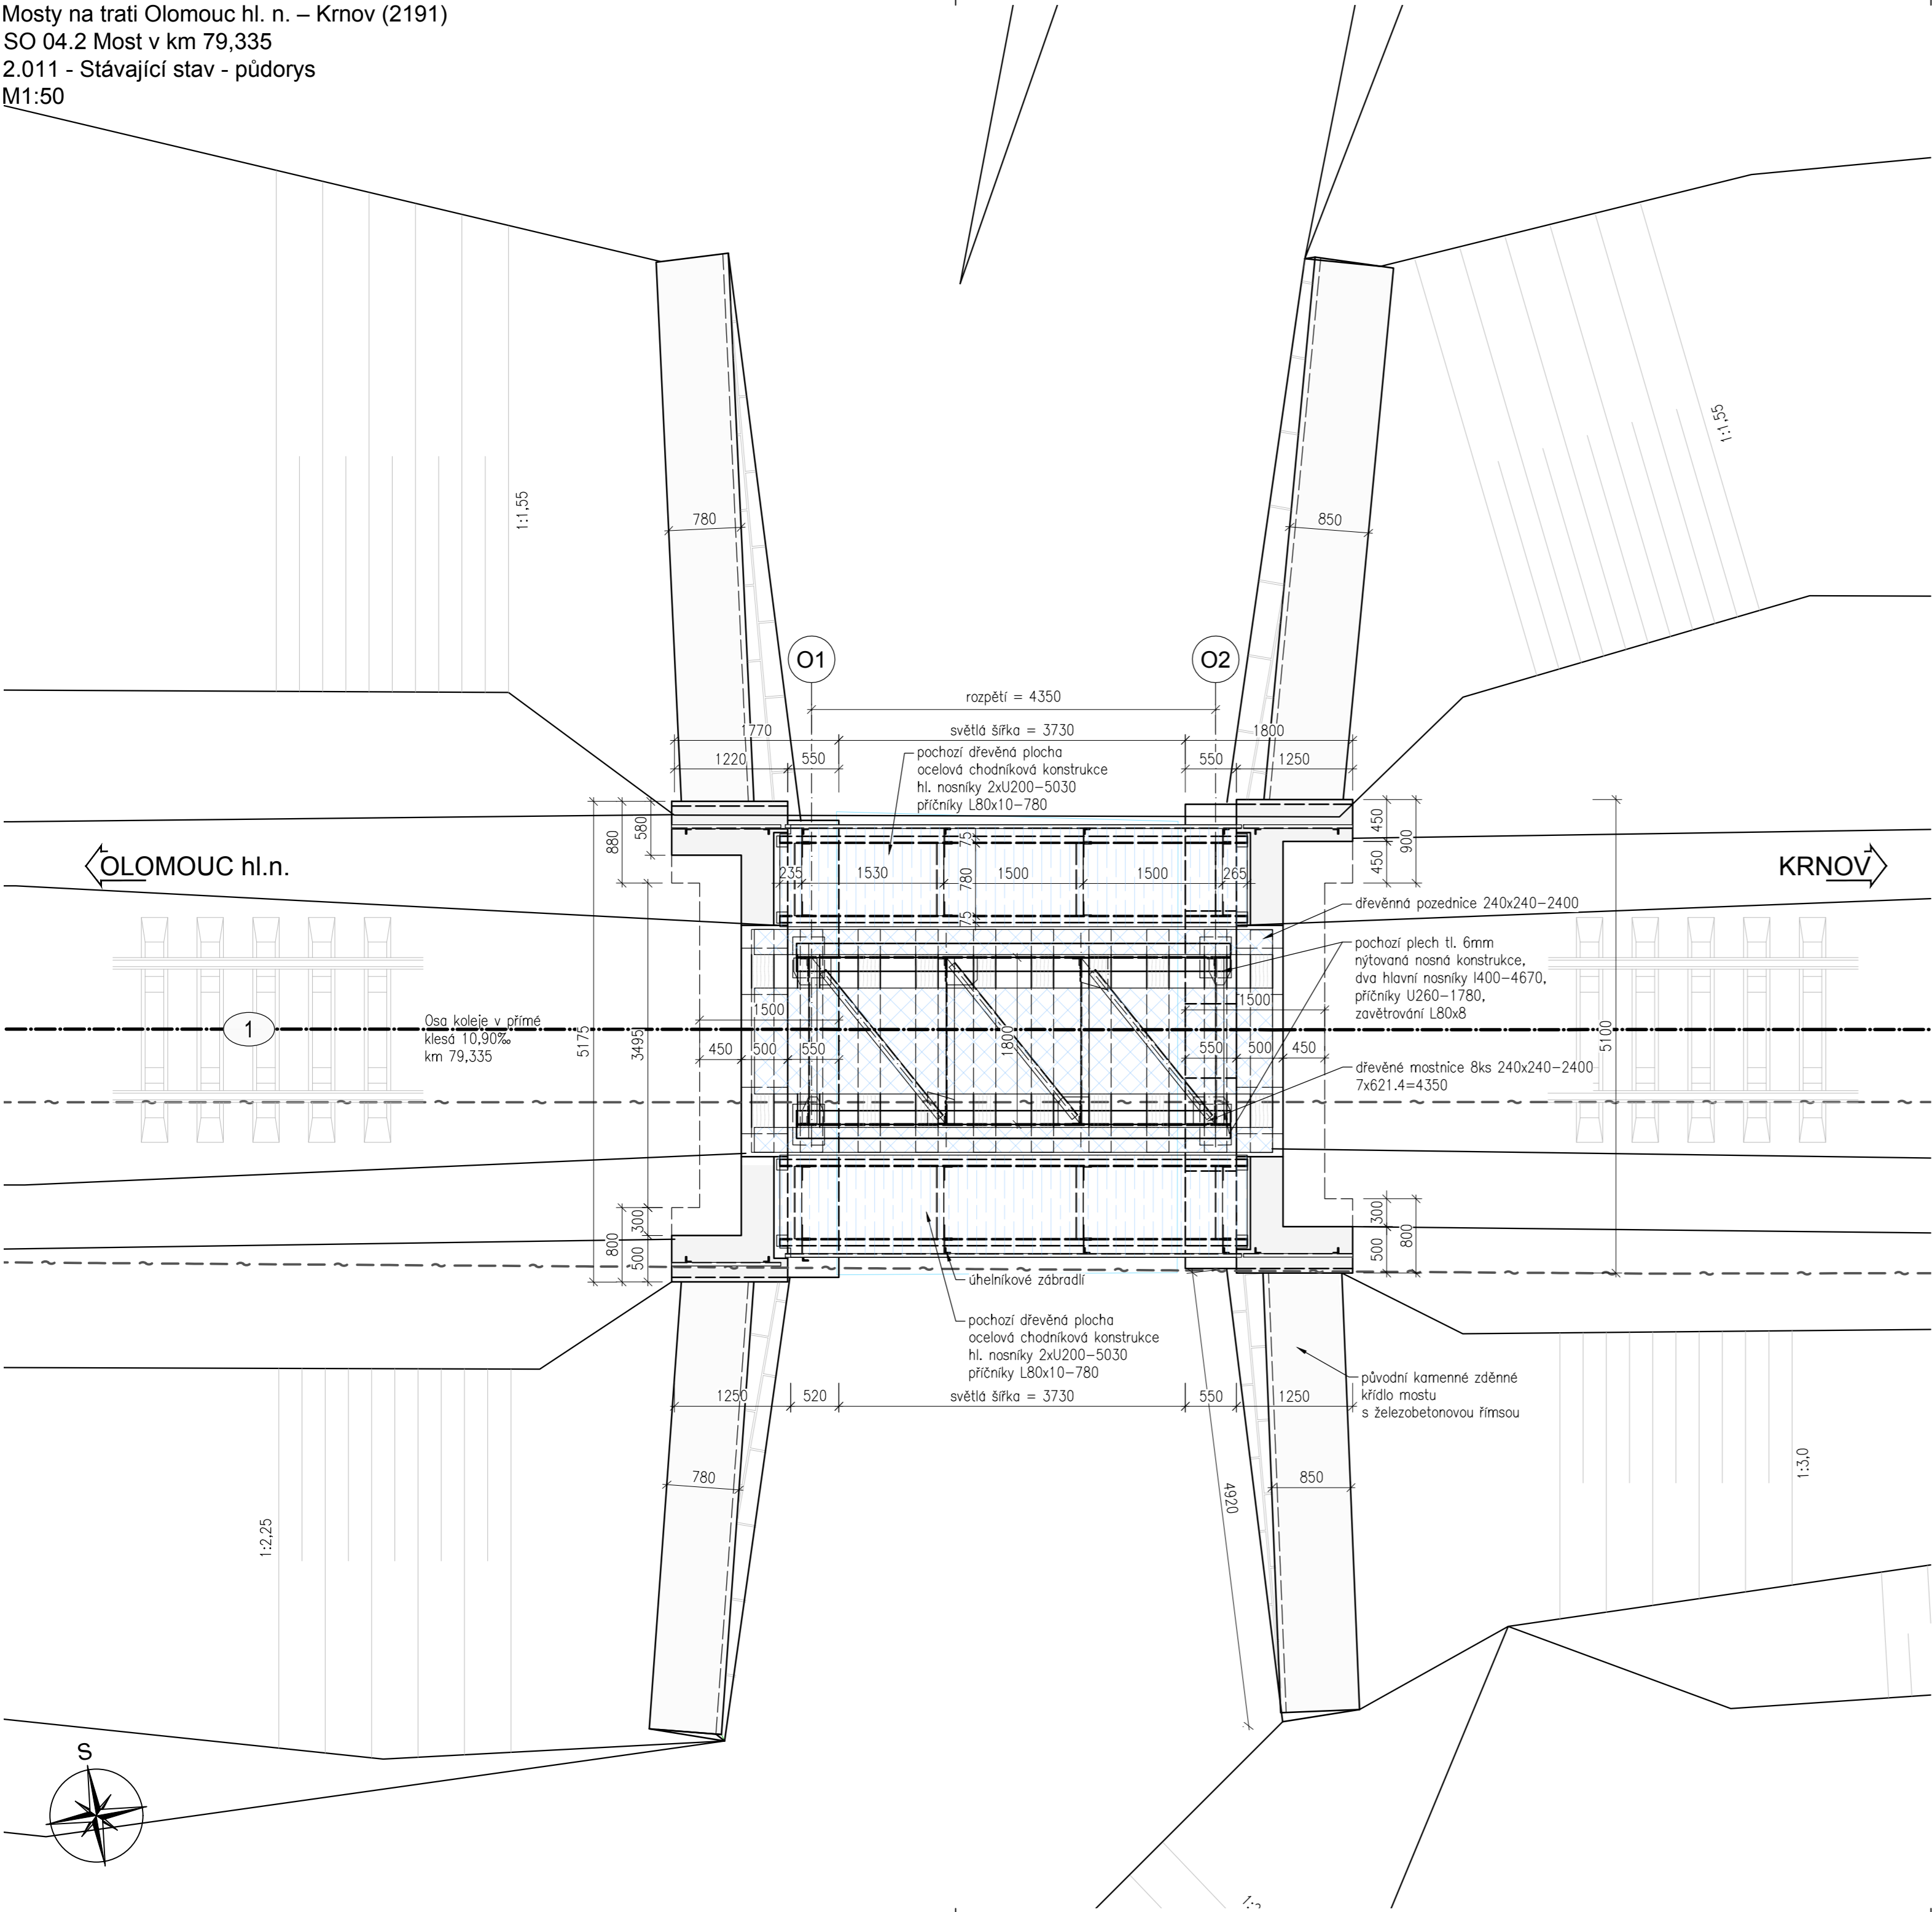 Mosty na trati Olomouc hl. n. – Krnov (2191)
SO 04.2 Most v km 79,335
2.011 - Stávající stav - půdorys
M1:50
1:1,55
1:1,55
780
850
O1
O2
rozpětí = 4350
1770
světlá šířka = 3730
1800
1220
550
550
1250
pochozí dřevěná plocha
ocelová chodníková konstrukce
hl. nosníky 2xU200-5030
příčníky L80x10-780
880
580
450
900
450
75
780
75
235
1530
1500
1500
265
OLOMOUC hl.n.
KRNOV
dřevěnná pozednice 240x240-2400
pochozí plech tl. 6mm
nýtovaná nosná konstrukce,
dva hlavní nosníky I400-4670,
příčníky U260-1780,
zavětrování L80x8
1
Osa koleje v přímé
klesá 10,90‰
km 79,335
5175
3495
1500
450
500
550
1800
1500
550
500
450
5100
dřevěné mostnice 8ks 240x240-2400
7x621.4=4350
800
300
500
300
500
800
úhelníkové zábradlí
pochozí dřevěná plocha
ocelová chodníková konstrukce
hl. nosníky 2xU200-5030
příčníky L80x10-780
1250
520
světlá šířka = 3730
550
1250
původní kamenné zděnné
křídlo mostu
s železobetonovou římsou
780
850
4920
1:2,25
1:3,0
S